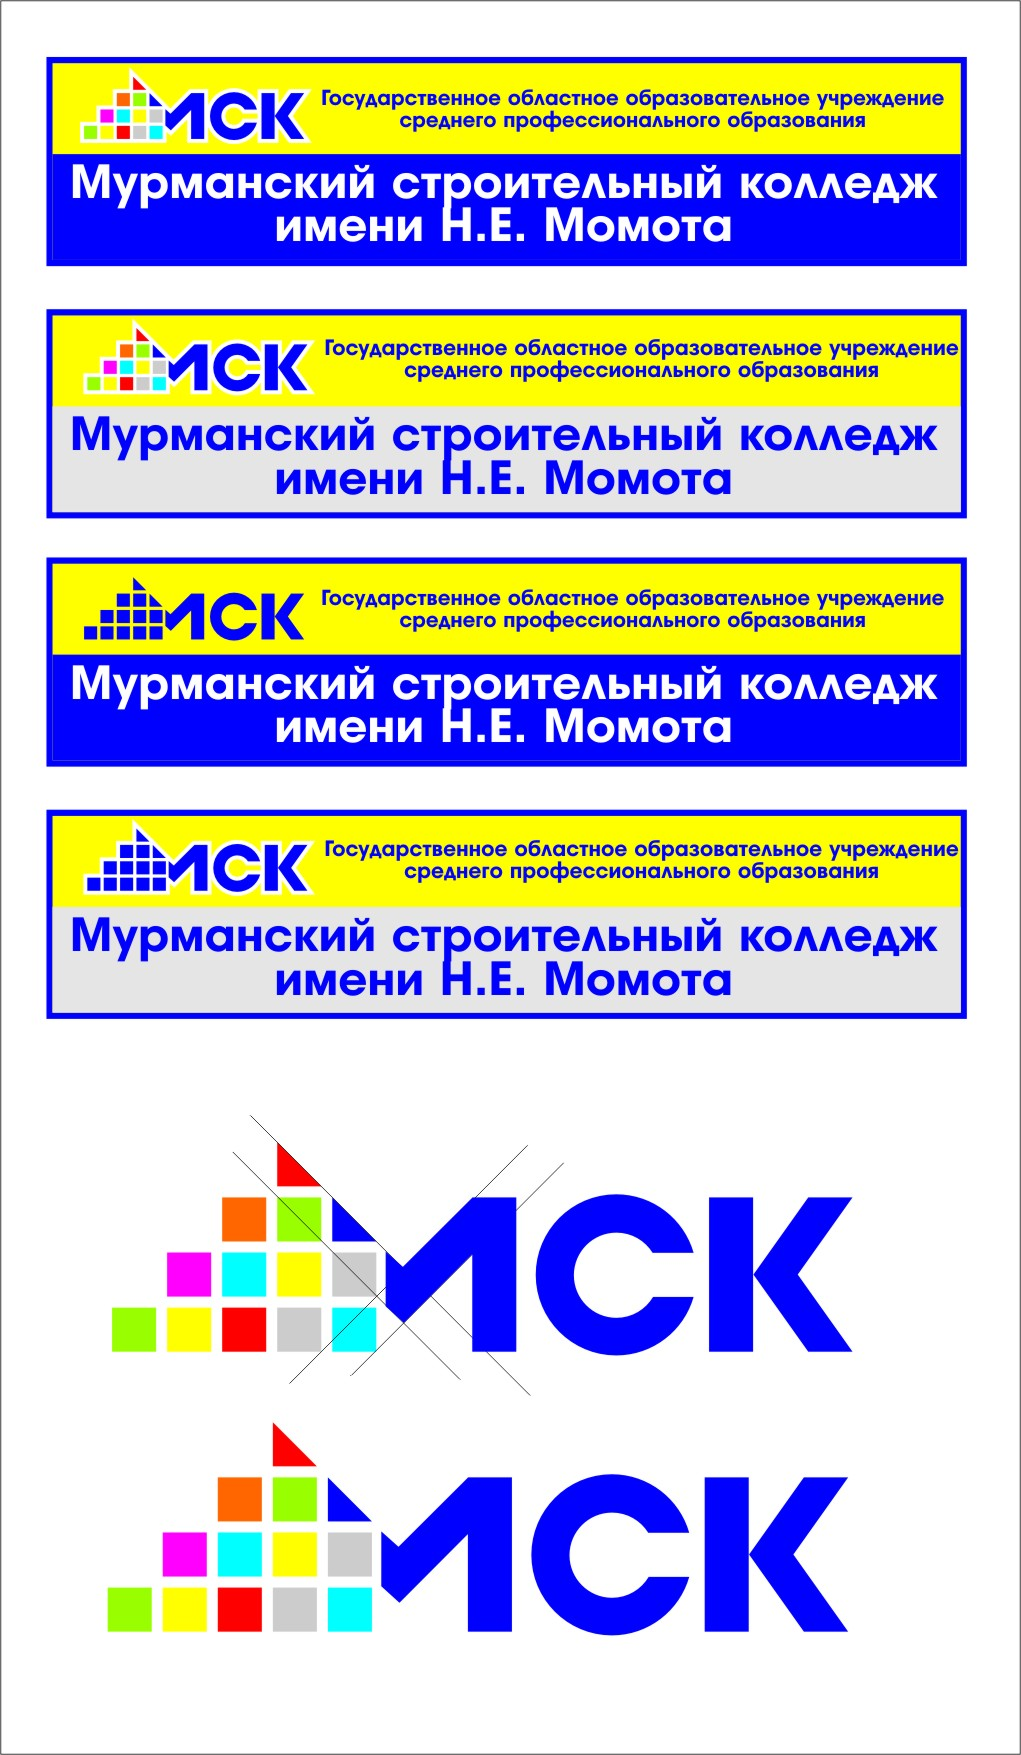 МСК
Государственное областное образовательное учреждение
среднего профессионального образования
Мурманский строительный колледж
имени Н.Е. Момота
МСК
Государственное областное образовательное учреждение
среднего профессионального образования
Мурманский строительный колледж
имени Н.Е. Момота
МСК
Государственное областное образовательное учреждение
среднего профессионального образования
Мурманский строительный колледж
имени Н.Е. Момота
МСК
Государственное областное образовательное учреждение
среднего профессионального образования
Мурманский строительный колледж
имени Н.Е. Момота
МСК
МСК